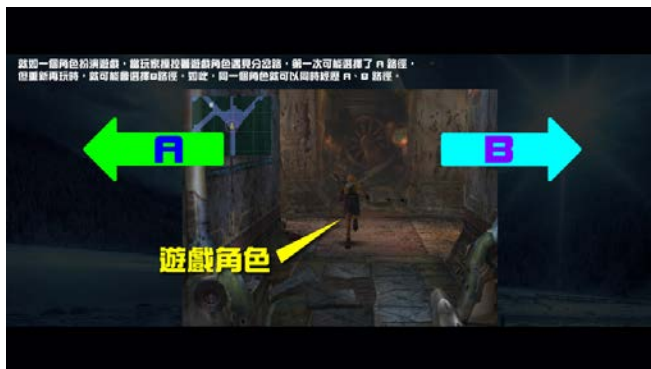 就如一個角色扮演遊戲，當玩家操控著遊戲角色遇見分岔路，第一次可能選擇了 A 路徑，
但重新再玩時，就可能會選擇B路徑。如此，同一個角色就可以同時經歷 A、B 路徑。
A
B
遊戲角色